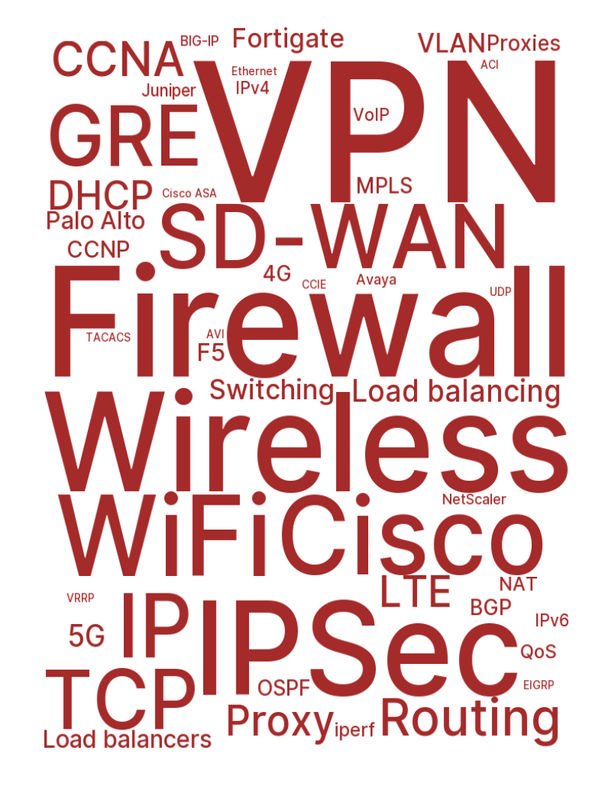 BIG-IP
Fortigate
VLAN
Proxies
CCNA
Ethernet
ACI
Juniper
IPv4
VPN
GRE
VoIP
DHCP
Cisco ASA
MPLS
Palo Alto
SD-WAN
CCNP
4G
CCIE
Avaya
UDP
Firewall
TACACS
AVI
F5
Switching
Load balancing
Wireless
NetScaler
WiFi
Cisco
LTE
NAT
VRRP
BGP
IPv6
5G
IP
IPSec
QoS
OSPF
EIGRP
TCP
Proxy
iperf
Routing
Load balancers